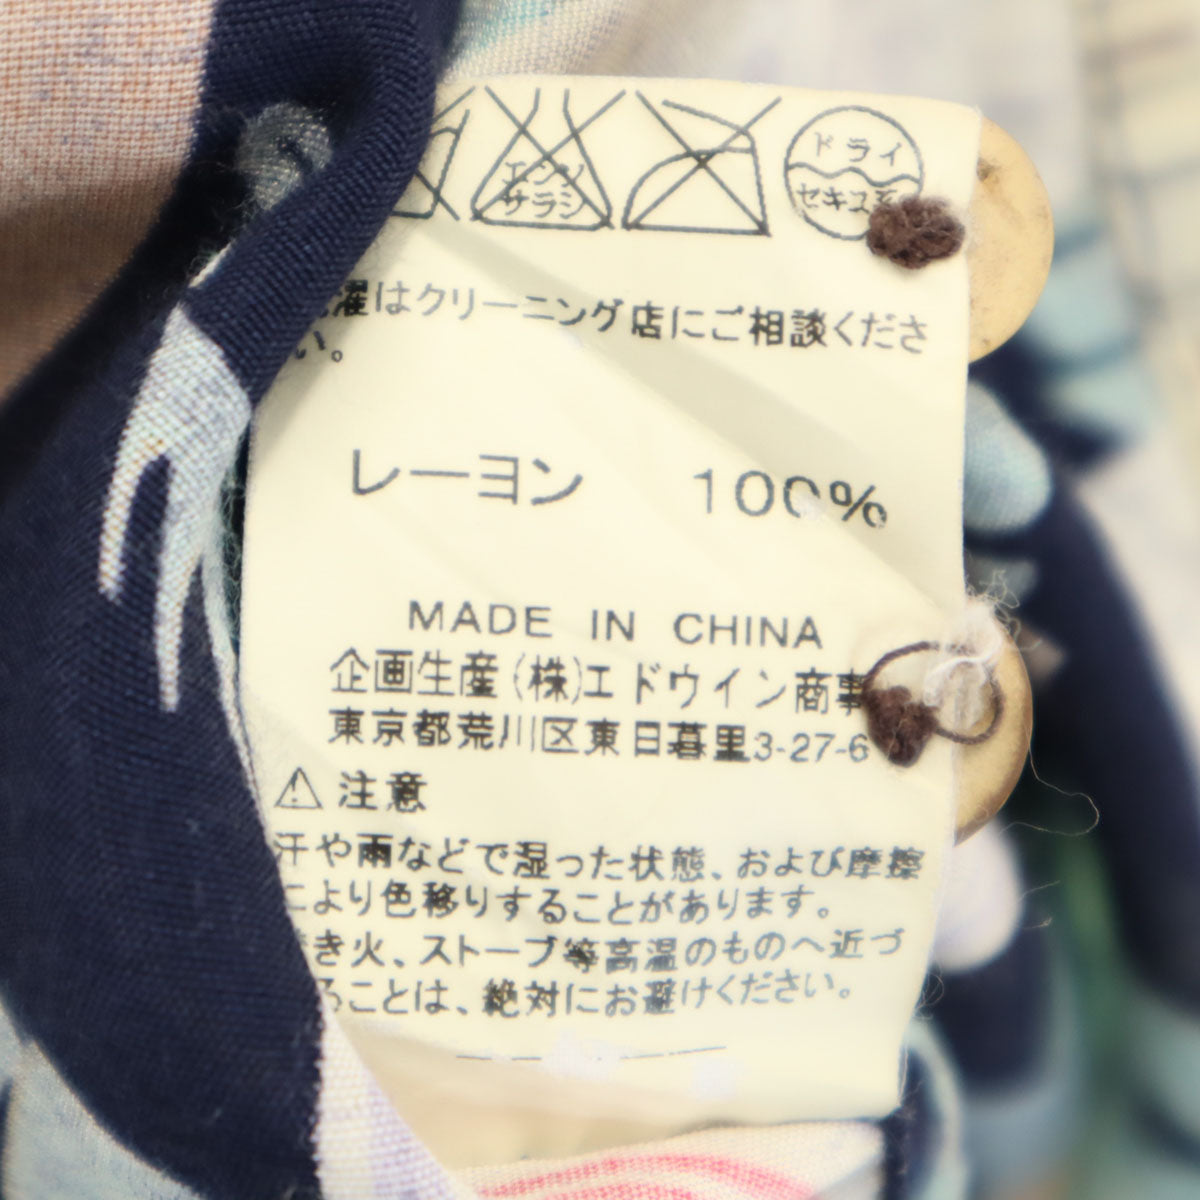 エンソ
サラシ
ドライ
セキユ系
濯はクリーニング店にご相談くださ
い。
レーヨン 100%
MADE IN CHINA
企画生産(株)エドウイン商事
東京都荒川区東日暮里3-27-6
⚠ 注意
汗や雨などで湿った状態、および摩擦
により色移りすることがあります。
き火、ストーブ等高温のものへ近づ
ることは、絶対にお避けください。